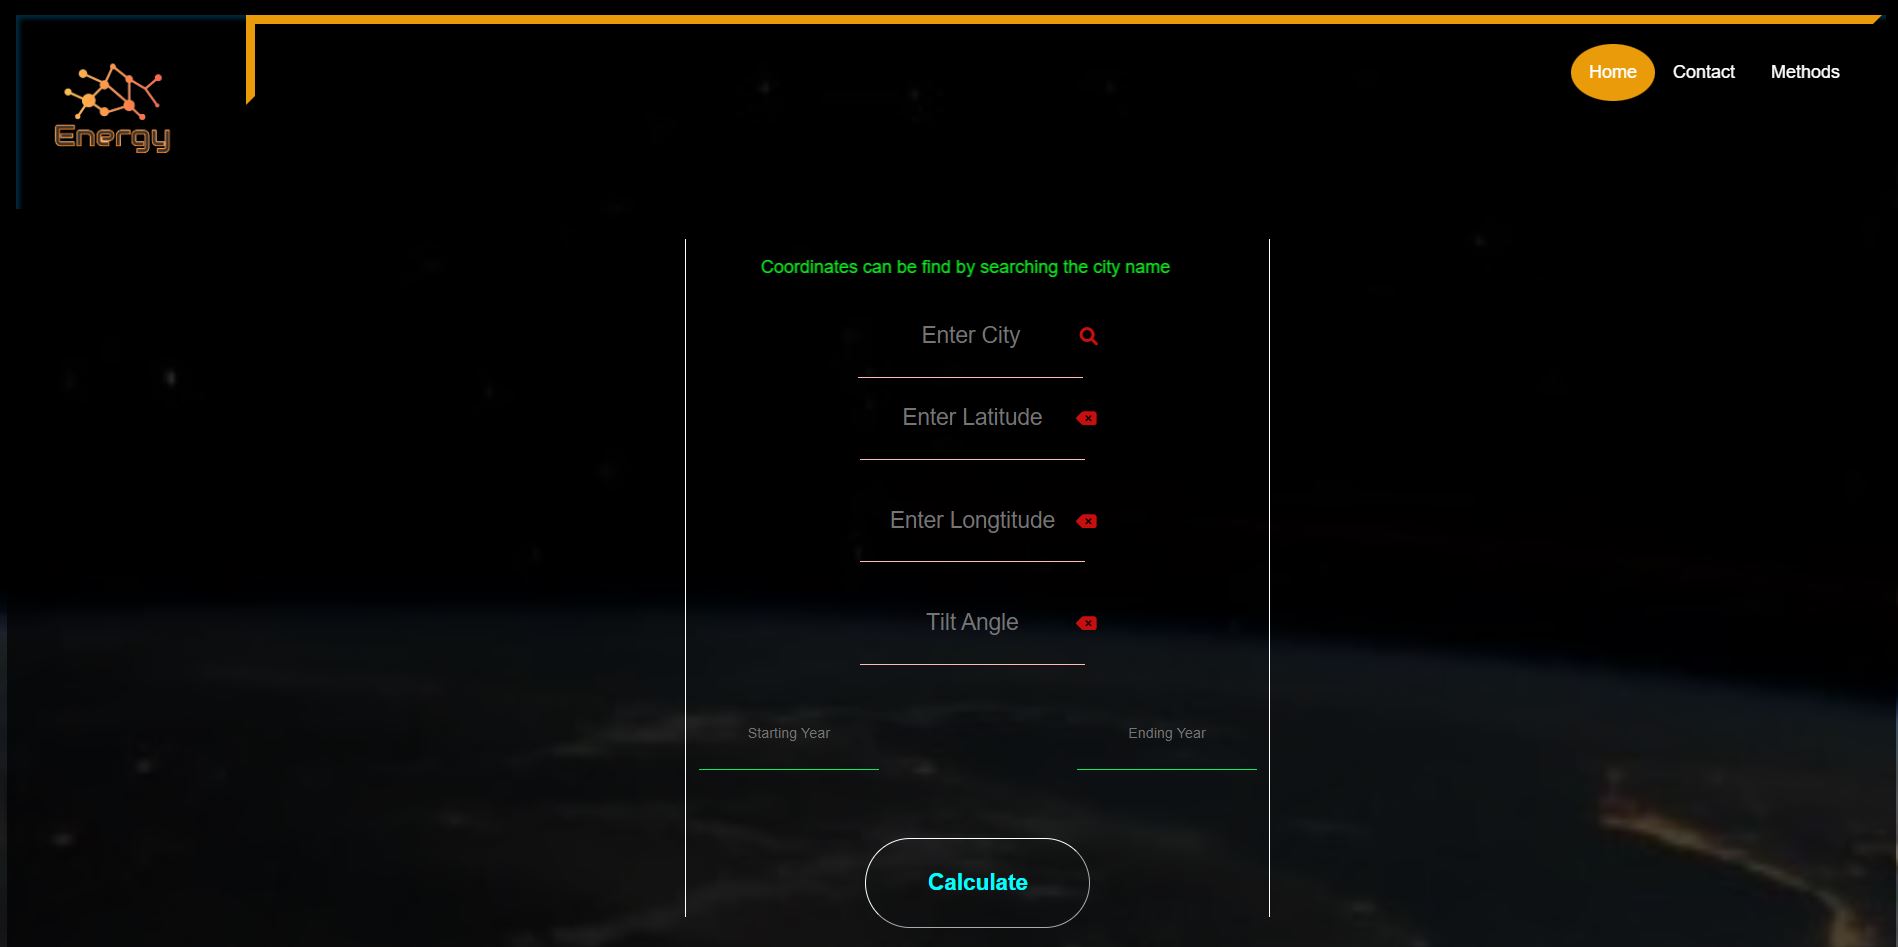 Energy
Home Contact Methods
Coordinates can be find by searching the city name
Enter City
Enter Latitude
Enter Longtitude
Tilt Angle
Starting Year Ending Year
Calculate